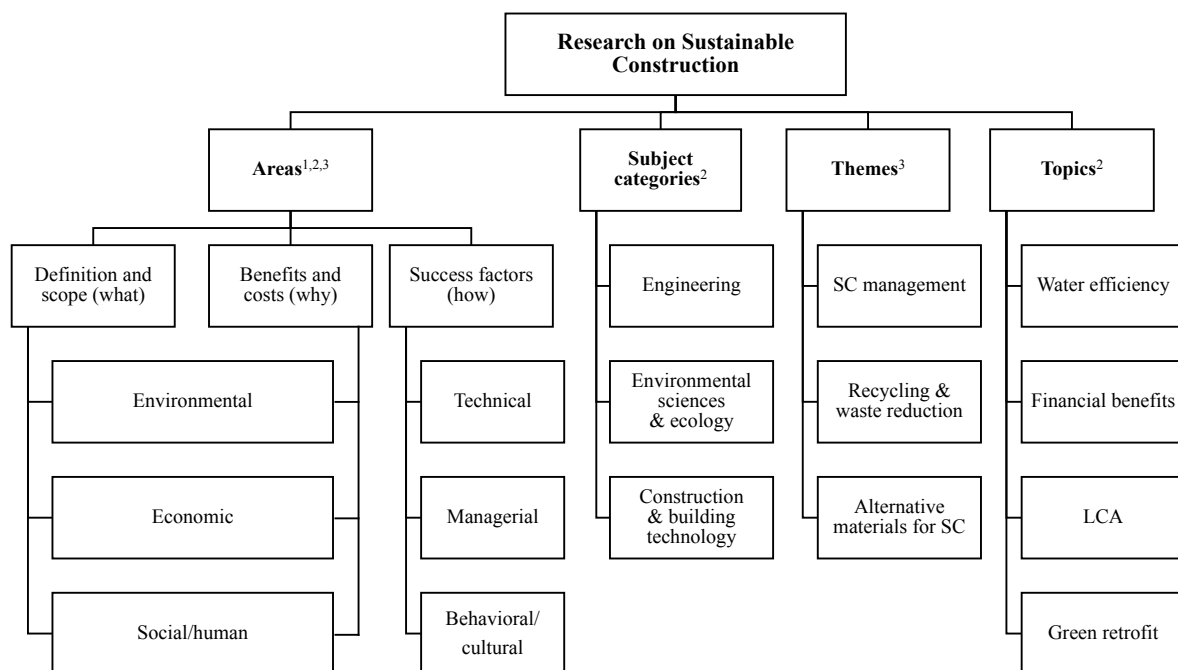 Research on Sustainable
Construction
Areas1,2,3
Subject
categories2
Themes3
Topics2
Definition and
scope (what)
Benefits and
costs (why)
Success factors
(how)
Engineering
SC management
Water efficiency
Environmental
Technical
Environmental
sciences
& ecology
Recycling &
waste reduction
Financial benefits
Economic
Managerial
Construction
& building
technology
Alternative
materials for SC
LCA
Social/human
Behavioral/
cultural
Green retrofit